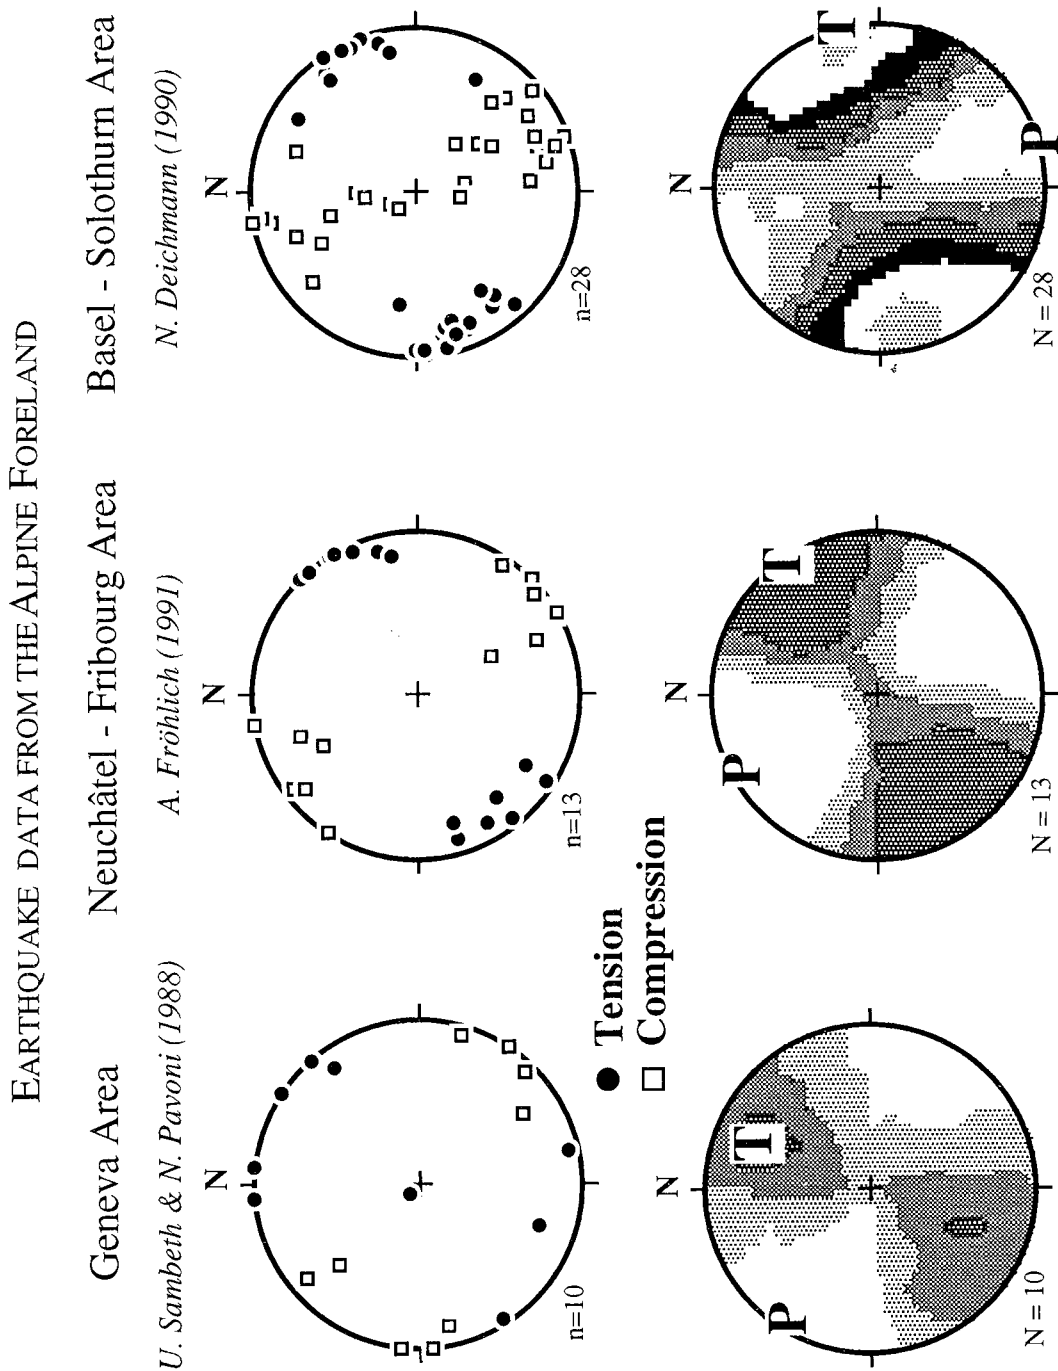 EARTHQUAKE DATA FROM THE ALPINE FORELAND
Geneva Area
Neuchâtel - Fribourg Area
Basel - Solothurn Area
U. Sambeth & N. Pavoni (1988)
A. Fröhlich (1991)
N. Deichmann (1990)
N
N
N
n=10
n=13
n=28
Tension
Compression
N
N
N
P
T
P
T
T
P
N = 10
N = 13
N = 28